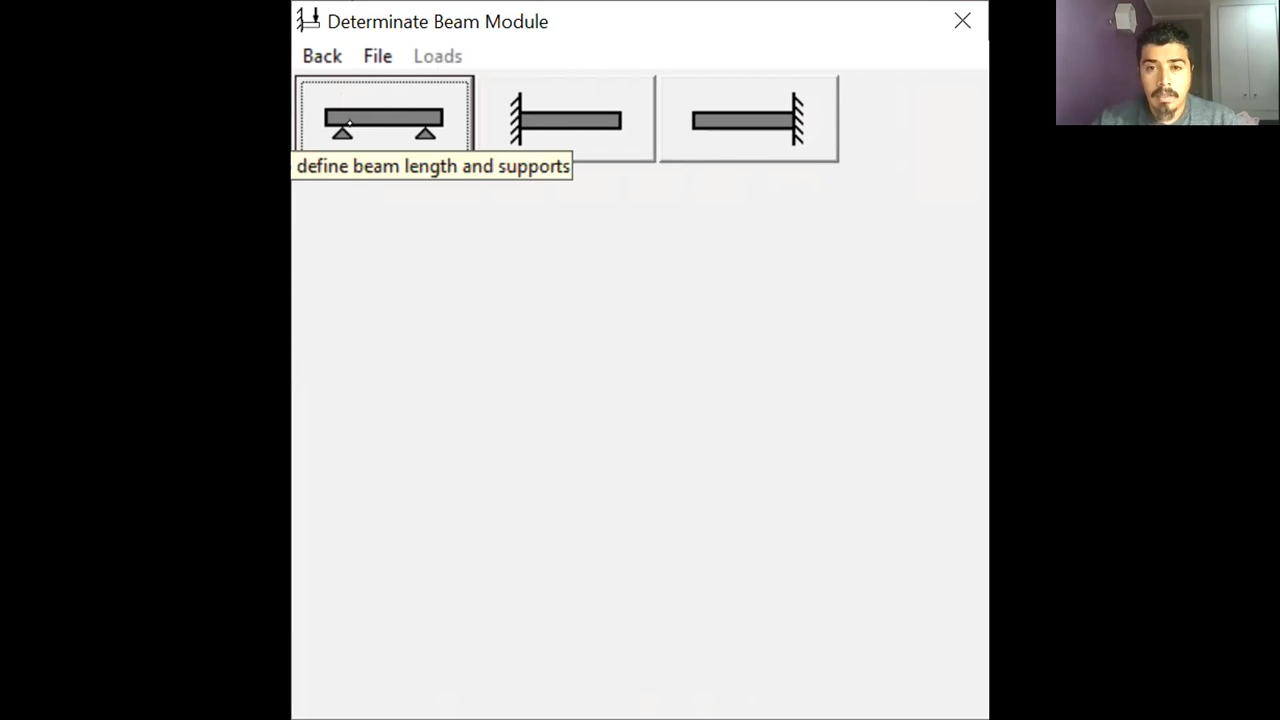 Determinate Beam Module
Back File Loads
define beam length and supports